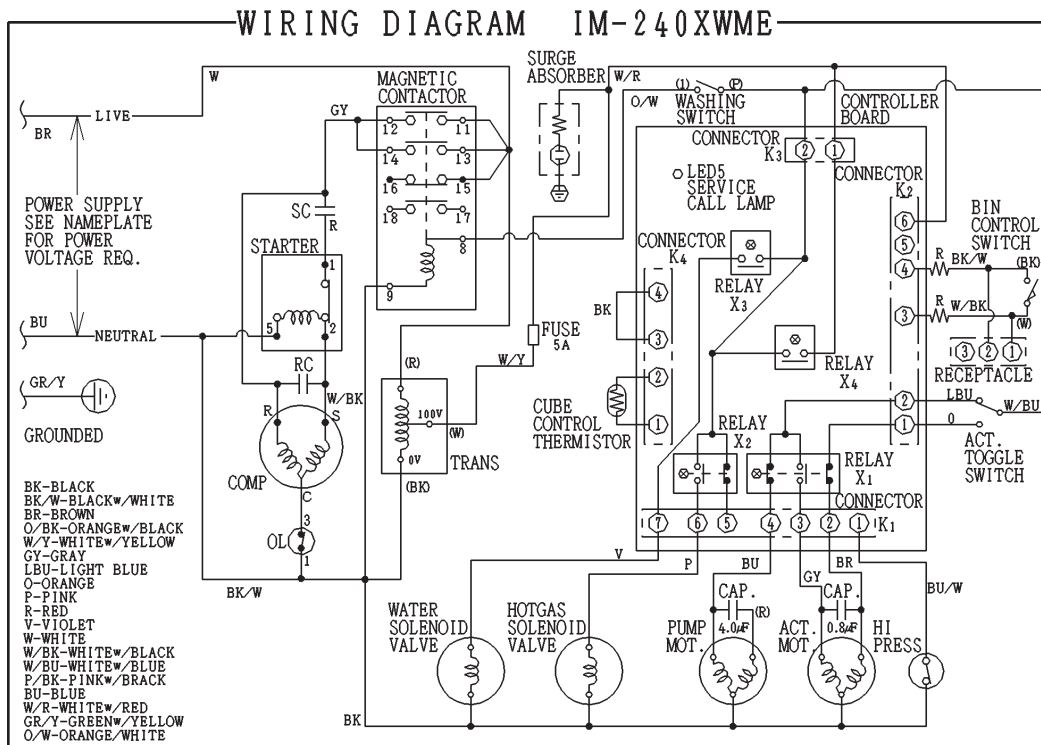 WIRING DIAGRAM IM-240XWME
W
LIVE
BR
POWER SUPPLY
SEE NAMEPLATE
FOR POWER
VOLTAGE REQ.
BU
NEUTRAL
GR/Y
GROUNDED
MAGNETIC
CONTACTOR
GY
12
11
14
13
16
15
18
17
8
9
SC
R
STARTER
1
5
2
RC
W/BK
R
S
COMP
C
3
OL
1
BK/W
(R)
100V
(W)
0V
TRANS
(BK)
SURGE
ABSORBER
W/R
O/W
FUSE
5A
W/Y
(1)
(P)
WASHING
SWITCH
CONTROLLER
BOARD
CONNECTOR
K3
2
1
LED5
SERVICE
CALL LAMP
CONNECTOR
K2
6
5
4
3
2
1
CONNECTOR
K4
4
3
2
1
BK
RELAY
X3
RELAY
X4
RELAY
X2
RELAY
X1
CUBE
CONTROL
THERMISTOR
BIN
CONTROL
SWITCH
R
BK/W
(BK)
R
W/BK
(W)
3
2
1
RECEPTACLE
LBU
W/BU
O
ACT.
TOGGLE
SWITCH
CONNECTOR
K1
7
6
5
4
3
2
1
V
P
BU
GY
BR
BU/W
WATER
SOLENOID
VALVE
HOTGAS
SOLENOID
VALVE
PUMP
MOT.
CAP.
4.0μF
(R)
ACT.
MOT.
CAP.
0.8μF
HI
PRESS
BK
BK-BLACK
BK/W-BLACKw/WHITE
BR-BROWN
O/BK-ORANGEw/BLACK
W/Y-WHITEw/YELLOW
GY-GRAY
LBU-LIGHT BLUE
O-ORANGE
P-PINK
R-RED
V-VIOLET
W-WHITE
W/BK-WHITEw/BLACK
W/BU-WHITEw/BLUE
P/BK-PINKw/BRACK
BU-BLUE
W/R-WHITEw/RED
GR/Y-GREENw/YELLOW
O/W-ORANGE/WHITE